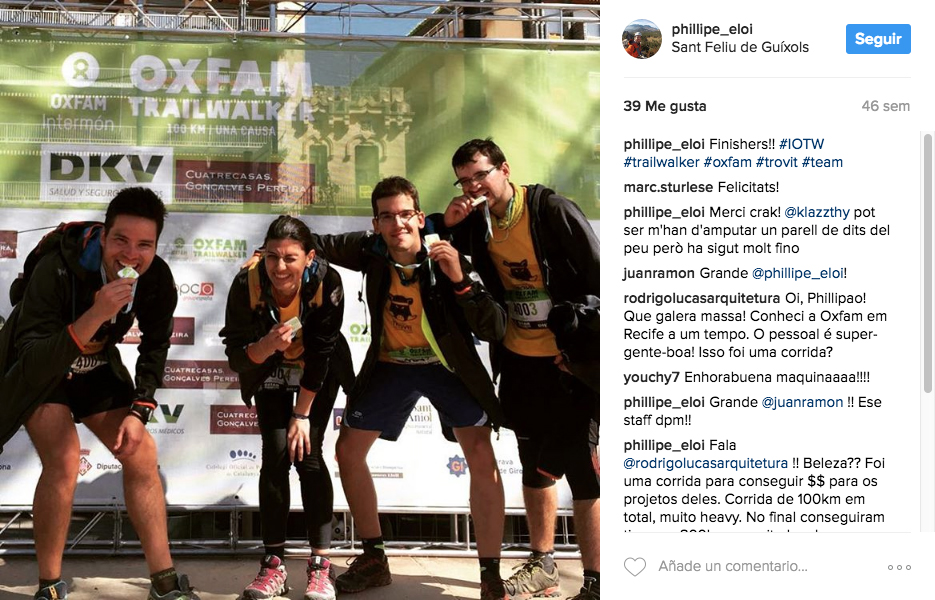 OXFAM
Intermón
OXFAM
TRAILWALKER
100 KM | UNA CAUSA
DKV
SALUD Y SEGUROS
CUATRECASAS,
GONÇALVES PEREIRA
OXFAM
TRAILWALKER
CUATRECASAS
GONÇALVES PEREIRA
CUATRECASAS
GONÇALVES
Diputac
4003
phillipe_eloi
Sant Feliu de Guíxols
Seguir
39 Me gusta
46 sem
phillipe_eloi Finishers!! #IOTW
#trailwalker #oxfam #trovit #team
marc.sturlese Felicitats!
phillipe_eloi Merci crak! @klazzthy pot
ser m'han d'amputar un parell de dits del
peu però ha sigut molt fino
juanramon Grande @phillipe_eloi!
rodrigolucasarquitetura Oi, Phillipao!
Que galera massa! Conheci a Oxfam em
Recife a um tempo. O pessoal é super-
gente-boa! Isso foi uma corrida?
youchy7 Enhorabuena maquinaaaa!!!!
phillipe_eloi Grande @juanramon !! Ese
staff dpm!!
phillipe_eloi Fala
@rodrigolucasarquitetura !! Beleza?? Foi
uma corrida para conseguir $$ para os
projetos deles. Corrida de 100km em
total, muito heavy. No final conseguiram
Añade un comentario...